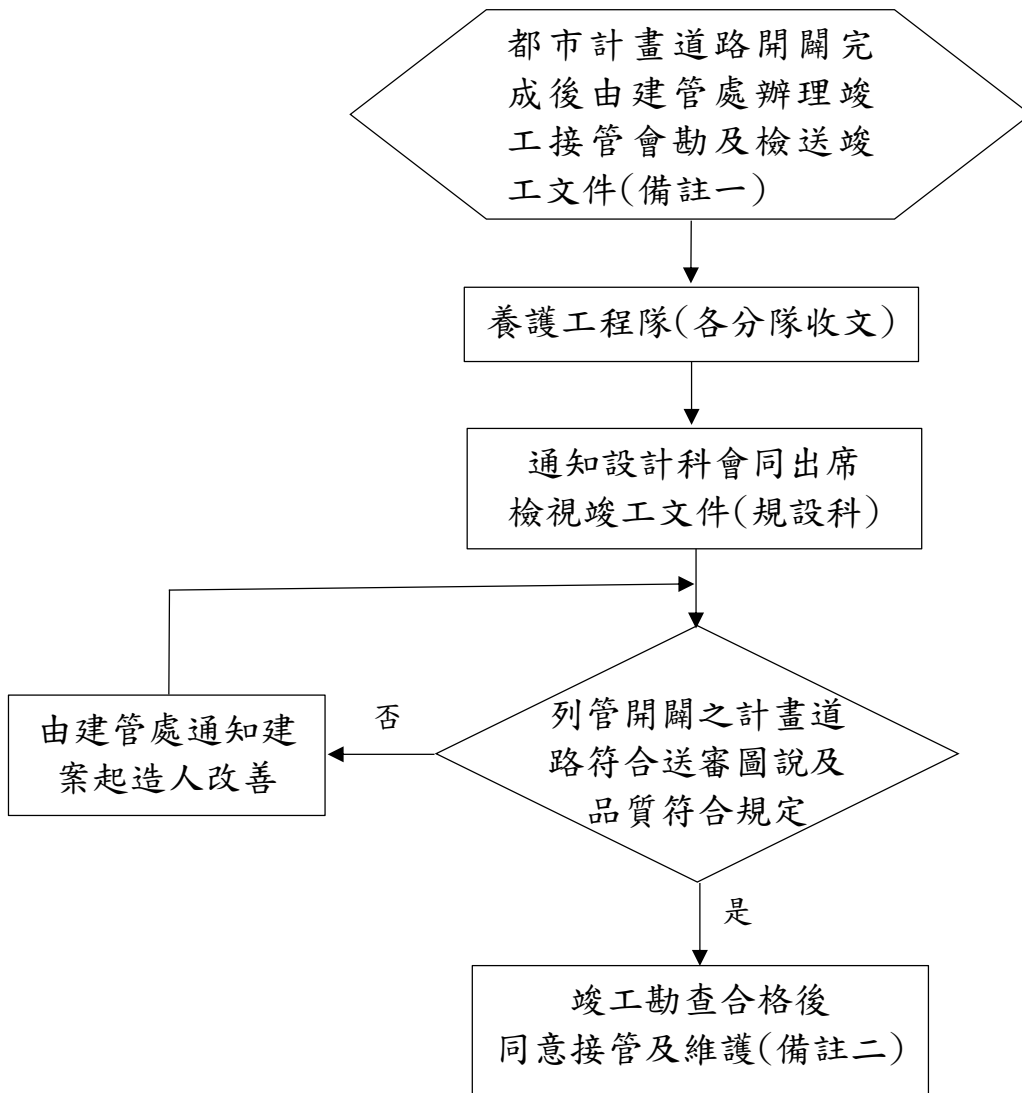 都市計畫道路開闢完
成後由建管處辦理竣
工接管會勘及檢送竣
工文件(備註一)
養護工程隊(各分隊收文)
通知設計科會同出席
檢視竣工文件(規設科)
由建管處通知建
案起造人改善
否
列管開闢之計畫道
路符合送審圖說及
品質符合規定
是
竣工勘查合格後
同意接管及維護(備註二)